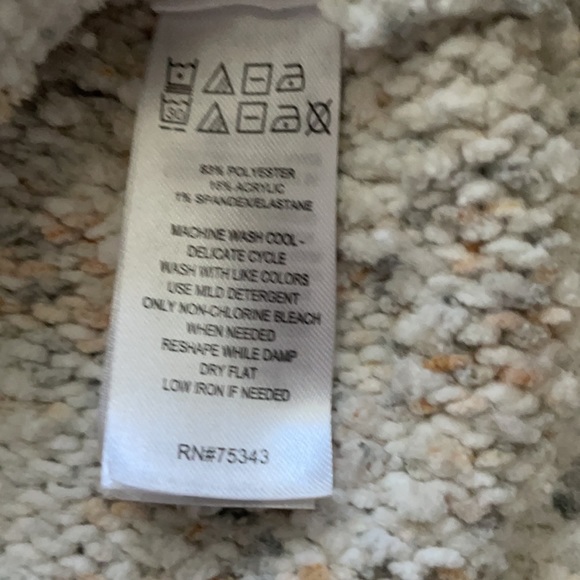 30
83% POLYESTER
16% ACRYLIC
1% SPANDEX/ELASTANE
MACHINE WASH COOL -
DELICATE CYCLE
WASH WITH LIKE COLORS
USE MILD DETERGENT
ONLY NON-CHLORINE BLEACH
WHEN NEEDED
RESHAPE WHILE DAMP
DRY FLAT
LOW IRON IF NEEDED
RN#75343